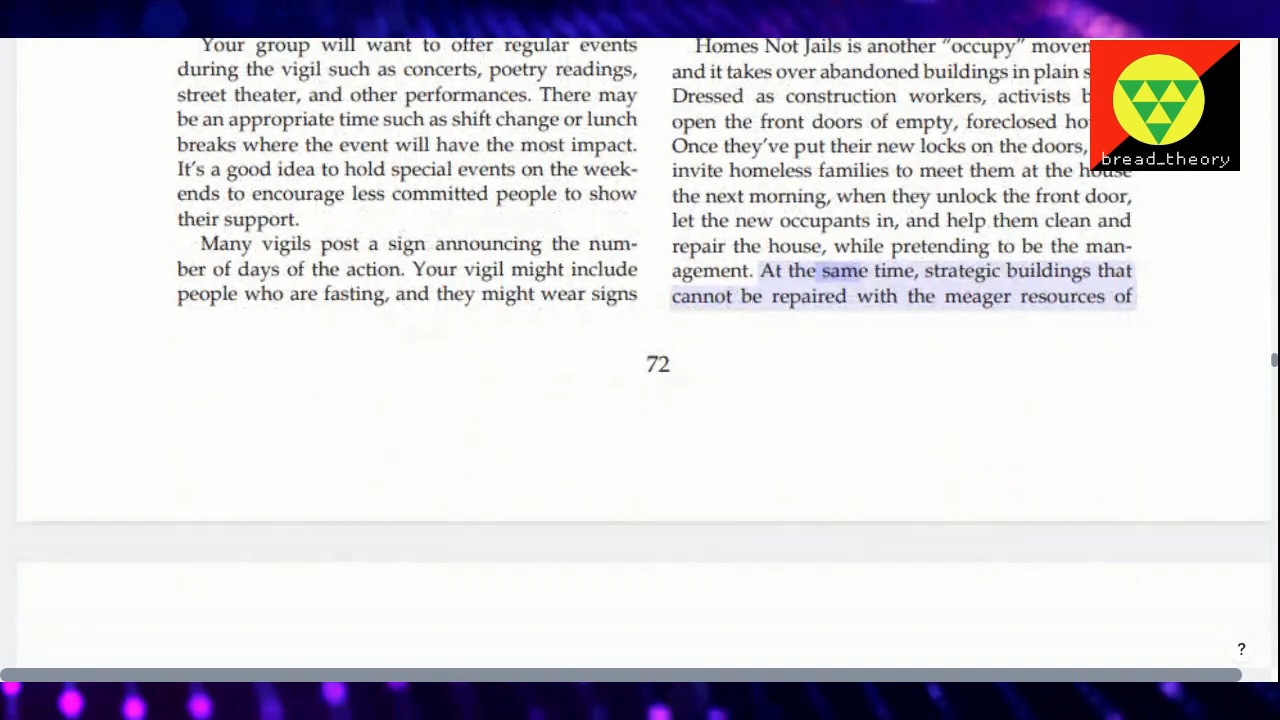 Your group will want to offer regular events
during the vigil such as concerts, poetry readings,
street theater, and other performances. There may
be an appropriate time such as shift change or lunch
breaks where the event will have the most impact.
It's a good idea to hold special events on the week-
ends to encourage less committed people to show
their support.
Many vigils post a sign announcing the num-
ber of days of the action. Your vigil might include
people who are fasting, and they might wear signs
Homes Not Jails is another "occupy"
and it takes over abandoned buildings in plain
Dressed as construction workers, activists
open the front doors of empty, foreclosed
Once they've put their new locks on the doors,
invite homeless families to meet them at the house
the next morning, when they unlock the front door,
let the new occupants in, and help them clean and
repair the house, while pretending to be the man-
agement. At the same time, strategic buildings that
cannot be repaired with the meager resources of
72
bread_theory
?